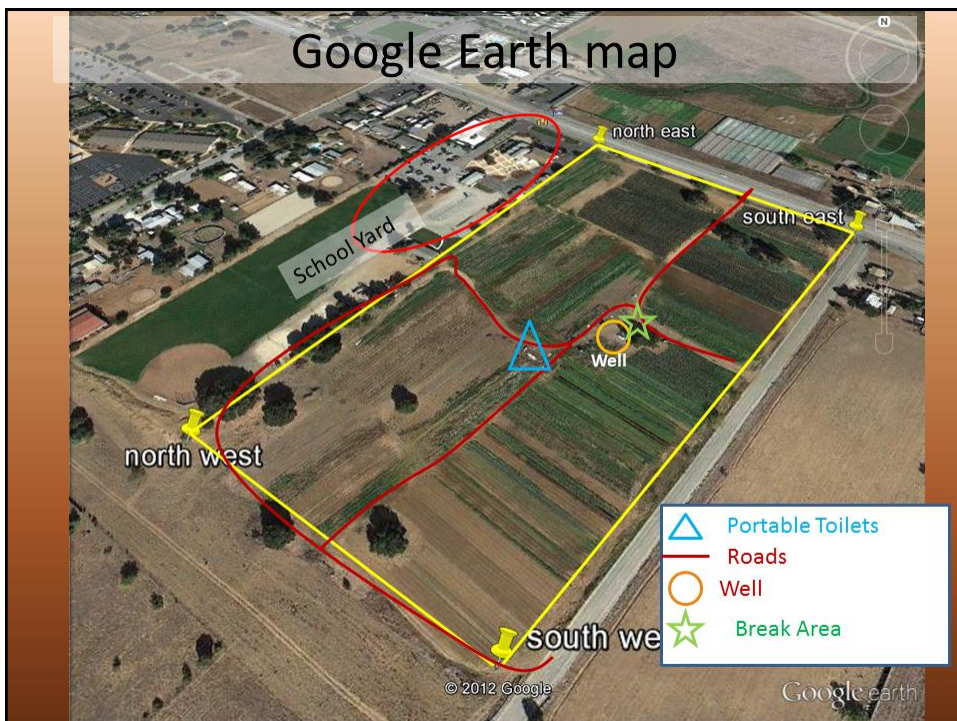 Google Earth map
N
north east
south east
School Yard
Well
north west
south we
Portable Toilets
Roads
Well
Break Area
© 2012 Google
Google earth